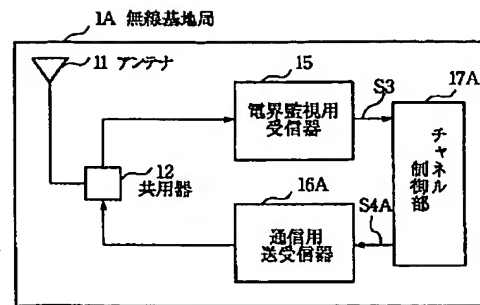 1A 無線基地局
11 アンテナ
15
電界監視用
受信器
S3
17A
チャネル
制御部
12
共用器
16A
通信用
送受信器
S4A